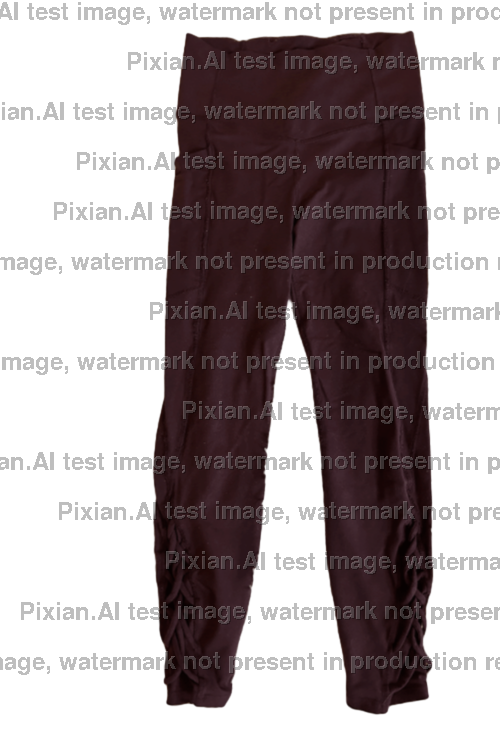 AI test image, watermark not present in prod
Pixian.AI test image, watermark r
ian.AI test image, watermark not present in p
Pixian.AI test image, watermark not p
Pixian.AI test image, watermark not pre
mage, watermark not present in production r
Pixian.AI test image, watermark
image, watermark not present in production
Pixian.AI test image, waterm
an.AI test image, watermark not present in p
Pixian.AI test image, watermark not pre
Pixian.AI test image, waterma
Pixian.AI test image, watermark not presen
nage, watermark not present in production re